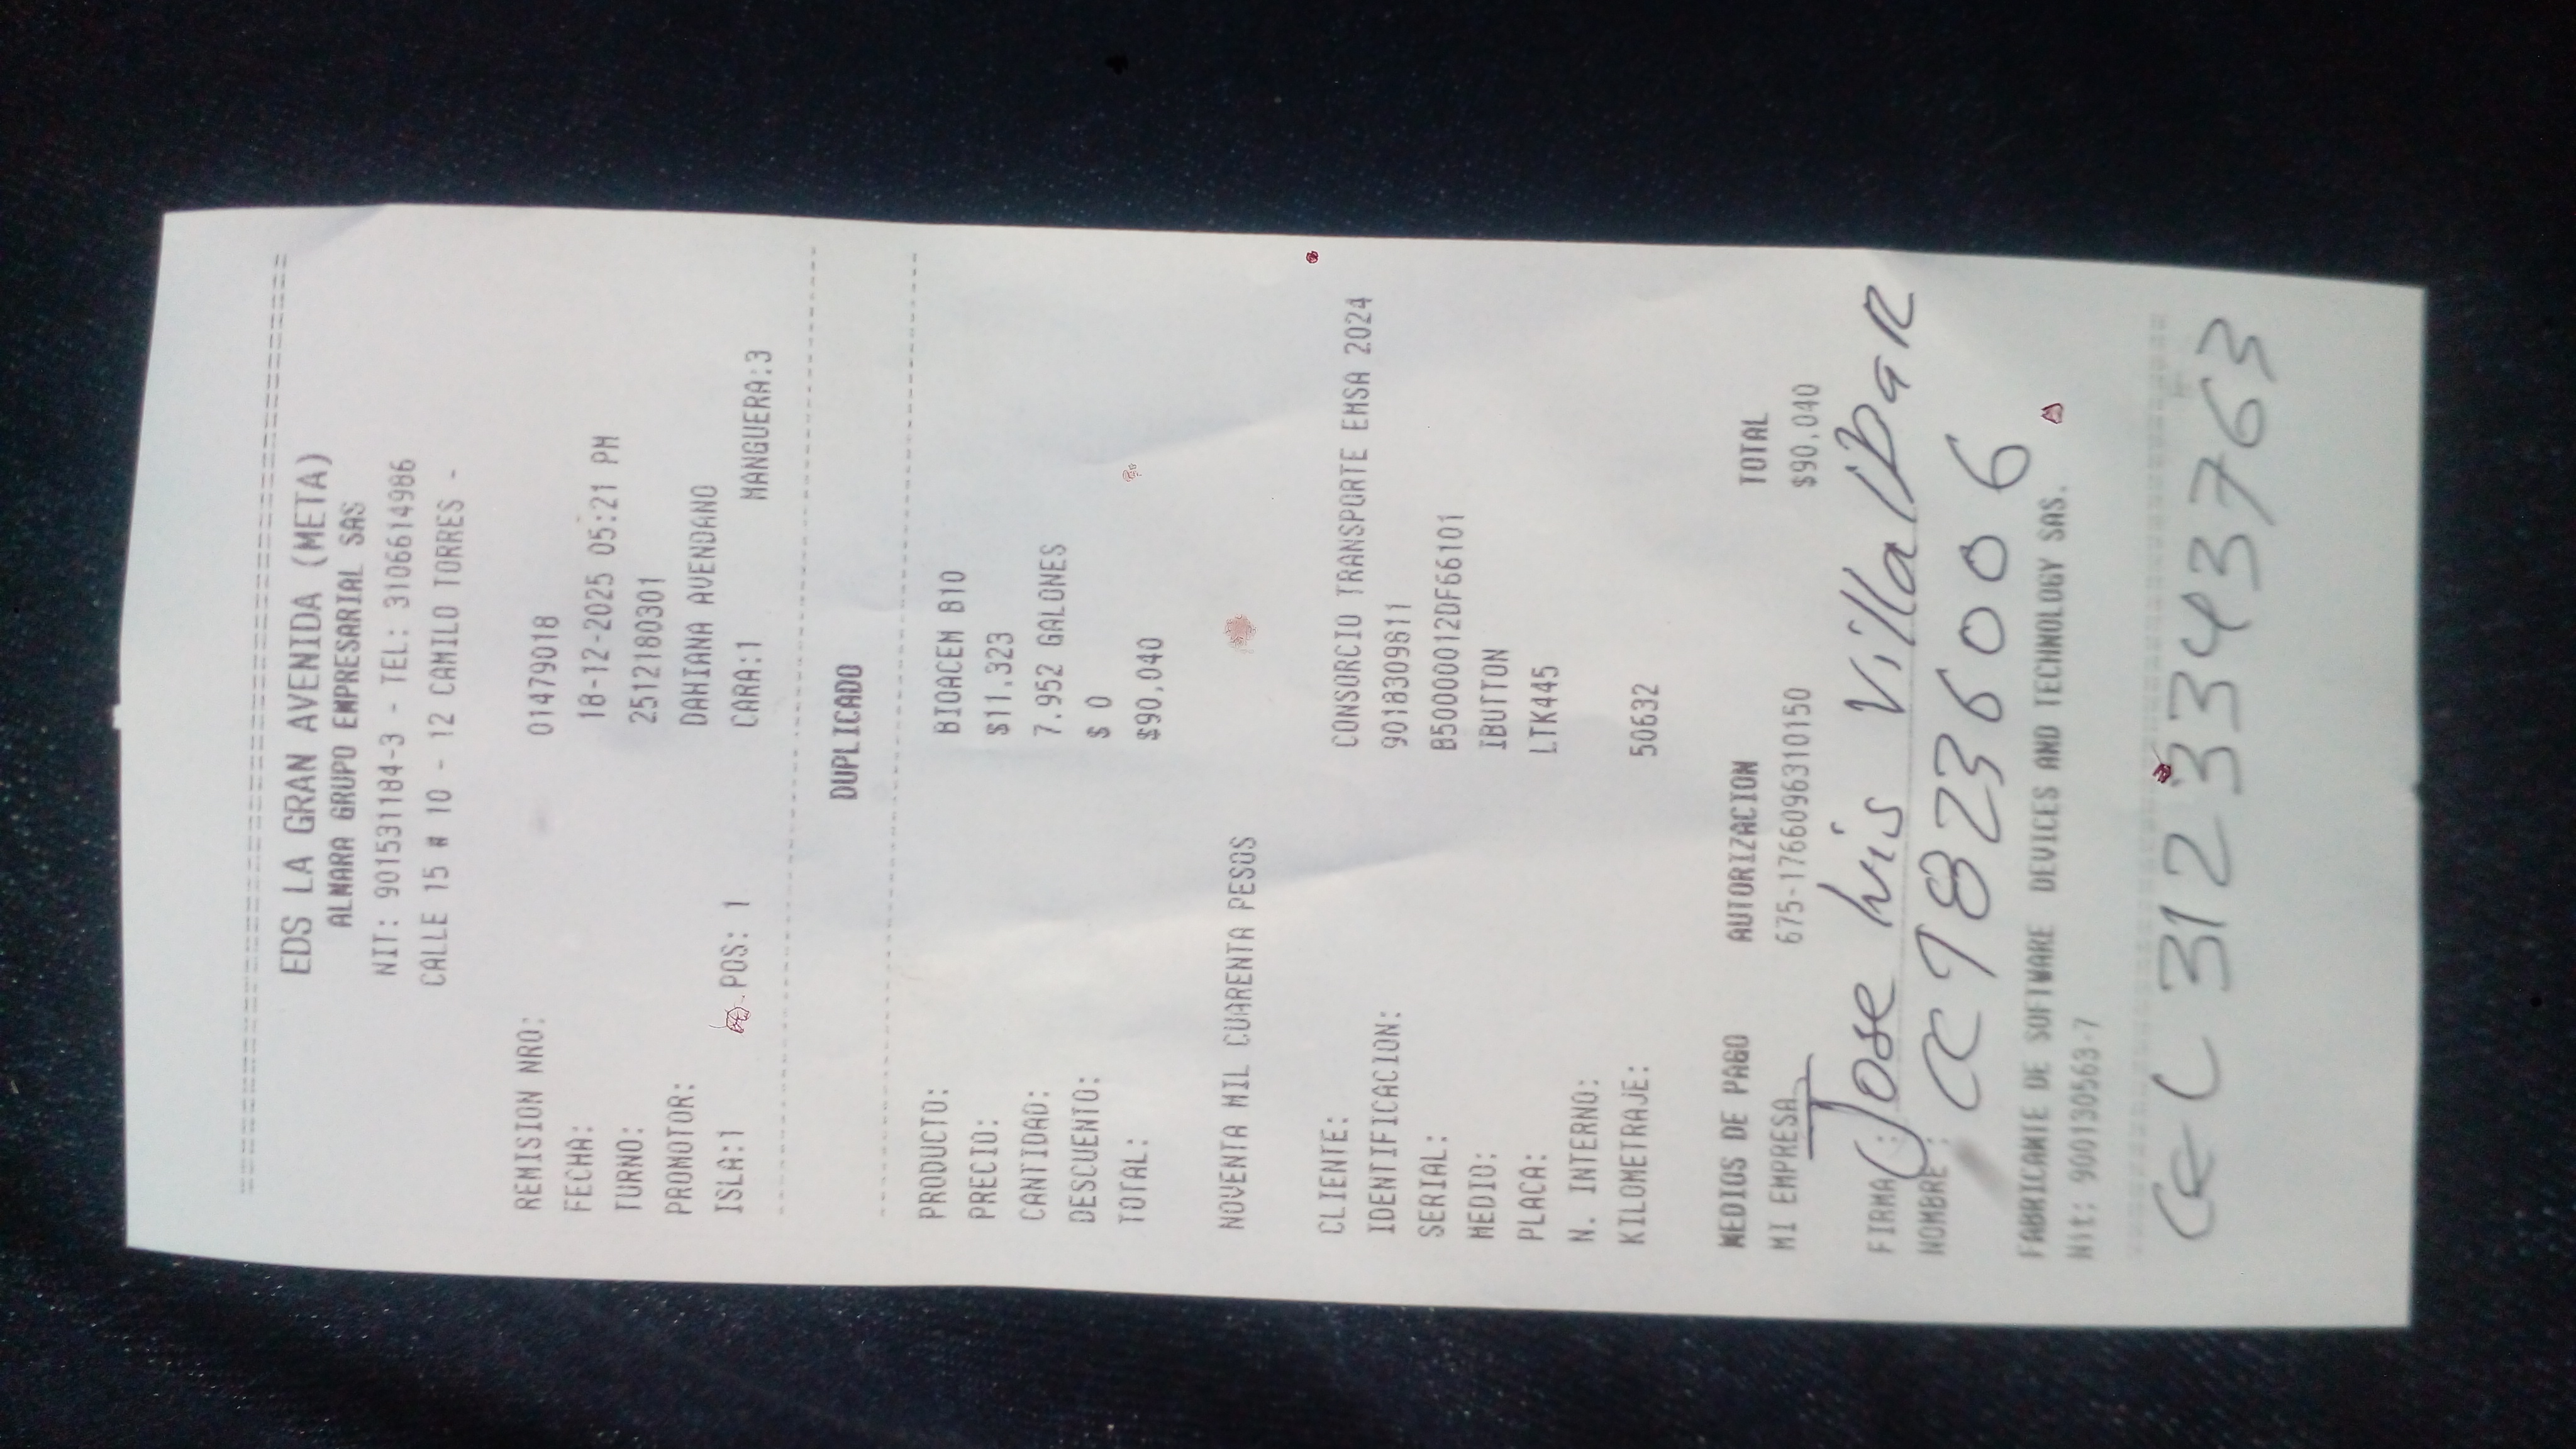 EDS LA GRAN AVENIDA (META)
ALMARA GRUPO EMPRESARIAL SAS
NIT: 901531184-3 - TEL: 3106614986
CALLE 15 # 10 - 12 CAMILO TORRES -
REMISION NRO: 01479018
FECHA: 18-12-2025 05:21 PM
TURNO: 2512180301
PROMOTOR: DAHIANA AVENDANO
ISLA:1 POS: 1 CARA:1 MANGUERA:3
DUPLICADO
PRODUCTO: BIOACEM B10
PRECIO: $11,323
CANTIDAD: 7.952 GALONES
DESCUENTO: $ 0
TOTAL: $90,040
NOVENTA MIL CUARENTA PESOS
CLIENTE: CONSORCIO TRANSPORTE EMSA 2024
IDENTIFICACION: 9018309611
SERIAL: B5000012DF66101
MEDIO: IBUTTON
PLACA: LTK445
N. INTERNO:
KILOMETRAJE: 50632
MEDIOS DE PAGO AUTORIZACION TOTAL
MI EMPRESA 675-1766096310150 $90,040
FIRMA : Jose luis Villalbar
NOMBRE : CC 98236006
FABRICANTE DE SOFTWARE DEVICES AND TECHNOLOGY SAS.
Nit: 900130563-7
CEL 3123343763